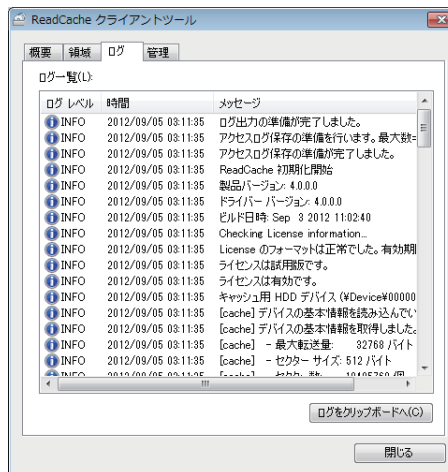 ReadCache クライアントツール
概要 領域 ログ 管理
ログ一覧(L):
ログ レベル 時間 メッセージ
INFO 2012/09/05 03:11:35 ログ出力の準備が完了しました。
INFO 2012/09/05 03:11:35 アクセスログ保存の準備を行います。最大数=
INFO 2012/09/05 03:11:35 アクセスログ保存の準備が完了しました。
INFO 2012/09/05 03:11:35 ReadCache 初期化開始
INFO 2012/09/05 03:11:35 製品バージョン: 4.0.0.0
INFO 2012/09/05 03:11:35 ドライバー バージョン: 4.0.0.0
INFO 2012/09/05 03:11:35 ビルド日時: Sep 3 2012 11:02:40
INFO 2012/09/05 03:11:35 Checking License information...
INFO 2012/09/05 03:11:35 License のフォーマットは正常でした。有効期
INFO 2012/09/05 03:11:35 ライセンスは試用版です。
INFO 2012/09/05 03:11:35 ライセンスは有効です。
INFO 2012/09/05 03:11:35 キャッシュ用 HDD デバイス (¥Device¥00000
INFO 2012/09/05 03:11:35 [cache] デバイスの基本情報を読み込んでい
INFO 2012/09/05 03:11:35 [cache] デバイスの基本情報を取得しました。
INFO 2012/09/05 03:11:35 [cache] - 最大転送量: 32768 バイト
INFO 2012/09/05 03:11:35 [cache] - セクター サイズ: 512 バイト
INFO 2012/09/05 03:11:35
ログをクリップボードへ(C)
閉じる